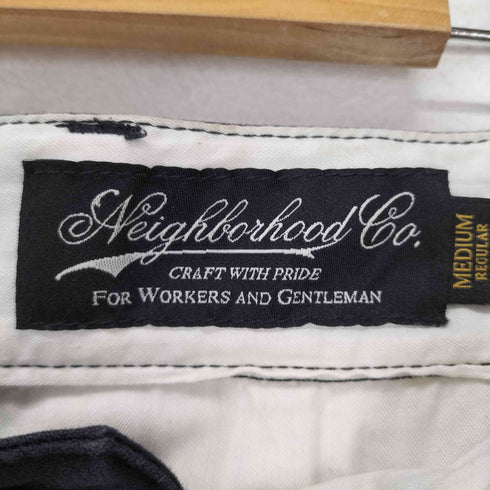 Neighborhood Co.
CRAFT WITH PRIDE
FOR WORKERS AND GENTLEMAN
MEDIUM
REGULAR